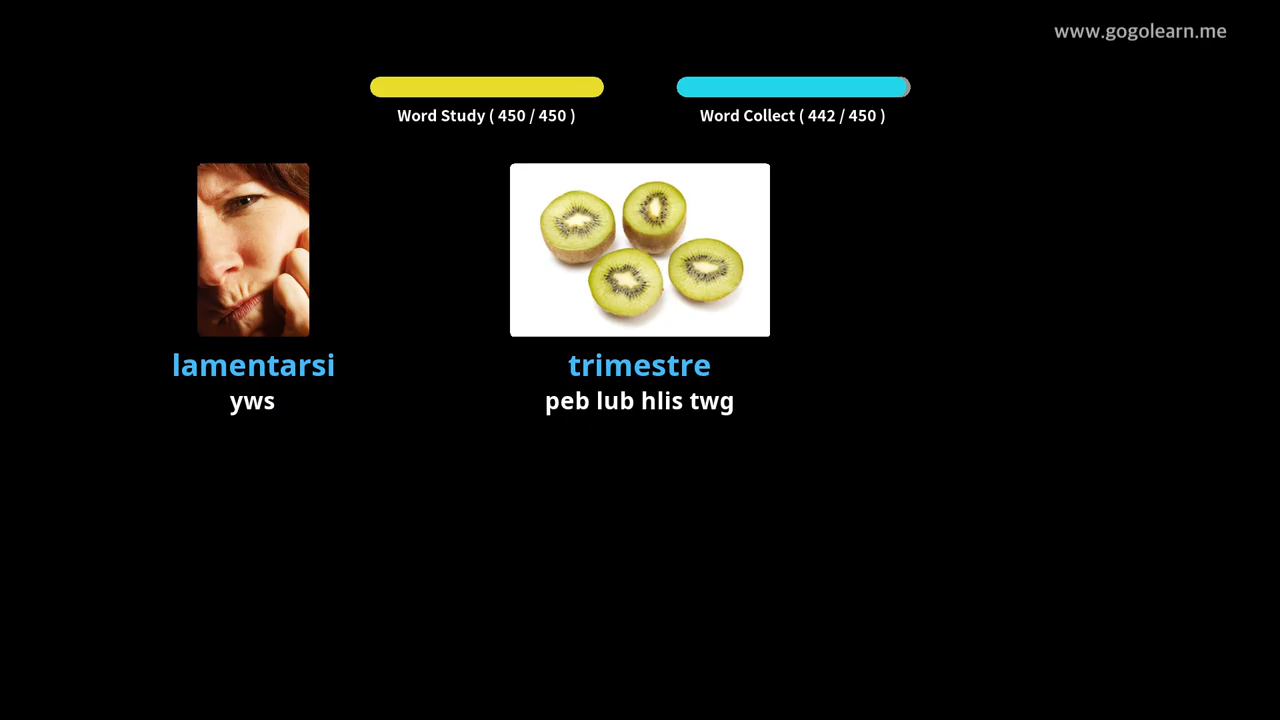 www.gogolearn.me
Word Study ( 450 / 450 )
Word Collect ( 442 / 450 )
lamentarsi
yws
trimestre
peb lub hlis twg